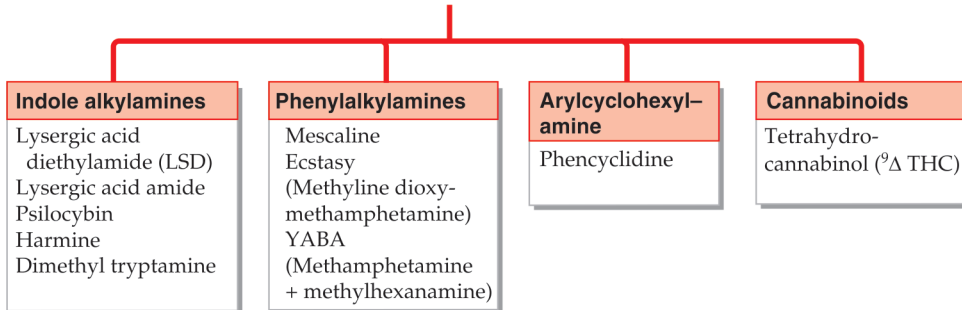 Indole alkylamines
Lysergic acid
diethylamide (LSD)
Lysergic acid amide
Psilocybin
Harmine
Dimethyl tryptamine
Phenylalkylamines
Mescaline
Ecstasy
(Methyline dioxy-
methamphetamine)
YABA
(Methamphetamine
+ methylhexanamine)
Arylcyclohexyl–
amine
Phencyclidine
Cannabinoids
Tetrahydro-
cannabinol (⁹Δ THC)